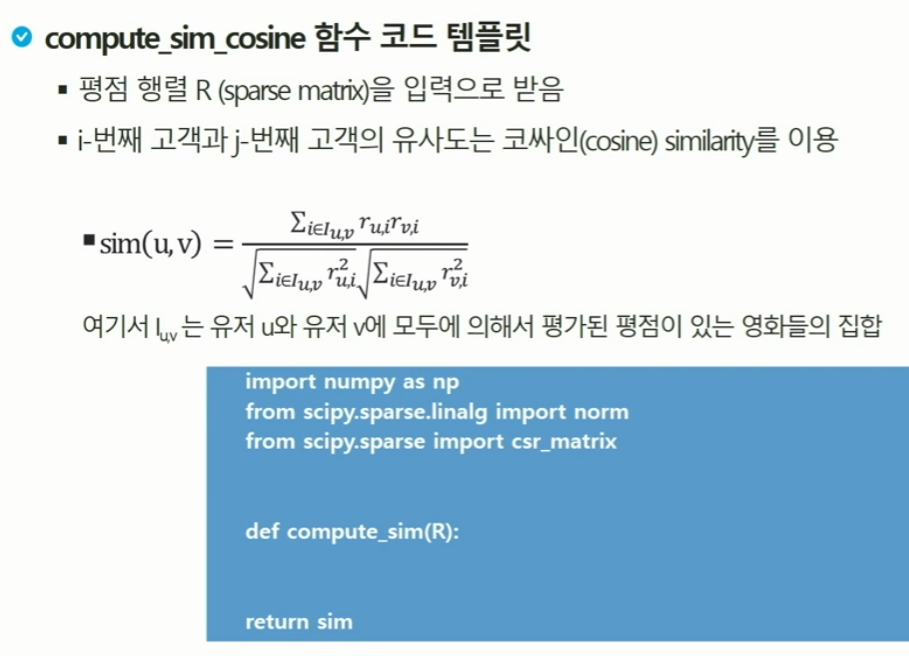 compute_sim_cosine 함수 코드 템플릿
▪ 평점 행렬 R (sparse matrix)을 입력으로 받음
▪ i-번째 고객과 j-번째 고객의 유사도는 코싸인(cosine) similarity를 이용
▪ sim(u, v) = \frac{\sum_{i∈I_{u,v}} r_{u,i} r_{v,i}}{\sqrt{\sum_{i∈I_{u,v}} r_{u,i}^2} \sqrt{\sum_{i∈I_{u,v}} r_{v,i}^2}}
여기서 I_{u,v} 는 유저 u와 유저 v에 모두에 의해서 평가된 평점이 있는 영화들의 집합
import numpy as np
from scipy.sparse.linalg import norm
from scipy.sparse import csr_matrix
def compute_sim(R):
return sim